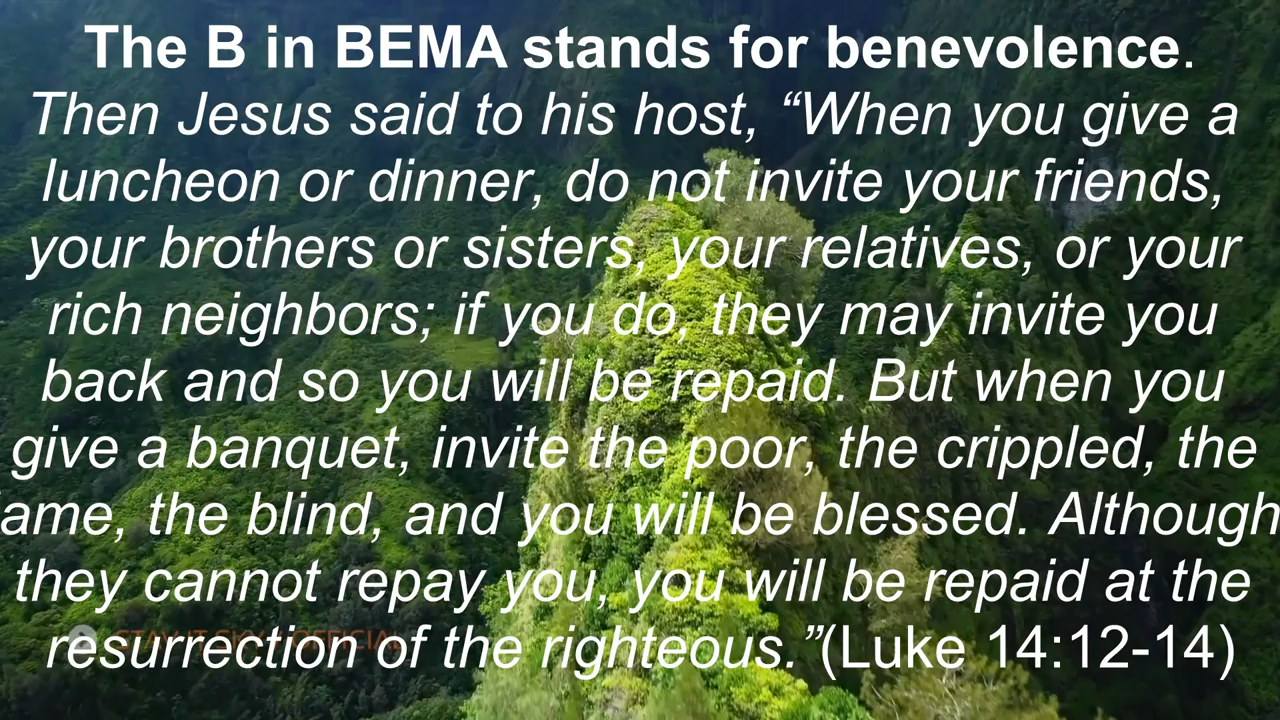 The B in BEMA stands for benevolence.
Then Jesus said to his host, “When you give a
luncheon or dinner, do not invite your friends,
your brothers or sisters, your relatives, or your
rich neighbors; if you do, they may invite you
back and so you will be repaid. But when you
give a banquet, invite the poor, the crippled, the
ame, the blind, and you will be blessed. Although
they cannot repay you, you will be repaid at the
resurrection of the righteous.”(Luke 14:12-14)